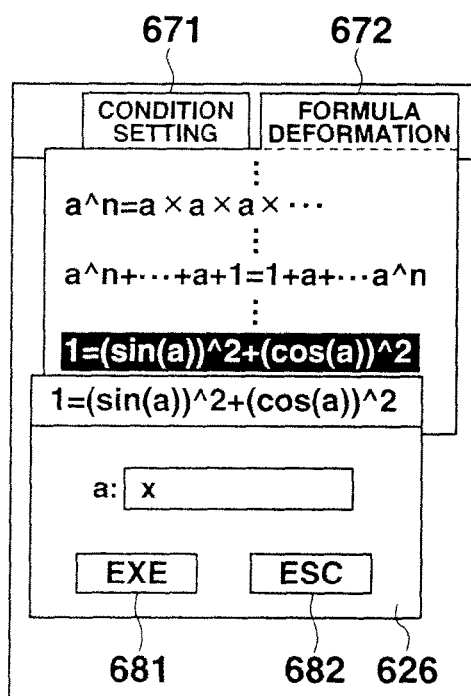 671 672
CONDITION SETTING FORMULA DEFORMATION
⋮
a^n=a×a×a×⋯
⋮
a^n+⋯+a+1=1+a+⋯a^n
⋮
1=(sin(a))^2+(cos(a))^2
1=(sin(a))^2+(cos(a))^2
a: x
EXE ESC
681 682 626